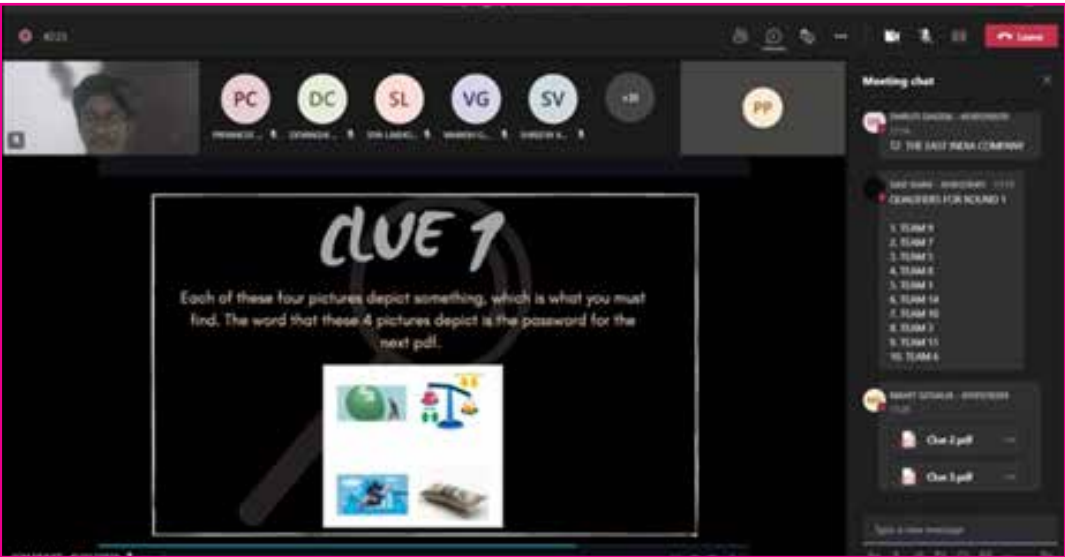 Leave
PC
DC
SL
VG
SV
PP
Meeting chat
12. THE EAST INDIA COMPANY
QUALIFIERS FOR ROUND 1
1. TEAM 9
2. TEAM 7
3. TEAM 5
4. TEAM 8
5. TEAM 1
6. TEAM 14
7. TEAM 10
8. TEAM 3
9. TEAM 11
10. TEAM 6
Clue 2.pdf
Clue 3.pdf
Type a new message
CLUE 1
Each of these four pictures depict something, which is what you must
find. The word that these 4 pictures depict is the password for the
next pdf.